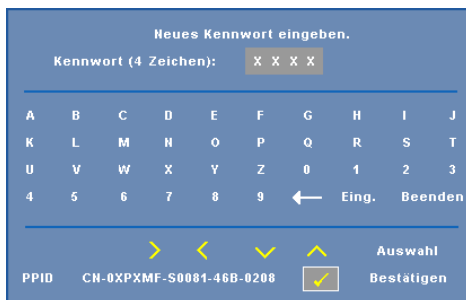 Neues Kennwort eingeben.
Kennwort (4 Zeichen): X X X X
A B C D E F G H I J
K L M N O P Q R S T
U V W X Y Z 0 1 2 3
4 5 6 7 8 9 ← Eing. Beenden
Auswahl
PPID CN-0XPXMF-S0081-46B-0208 ✓ Bestätigen